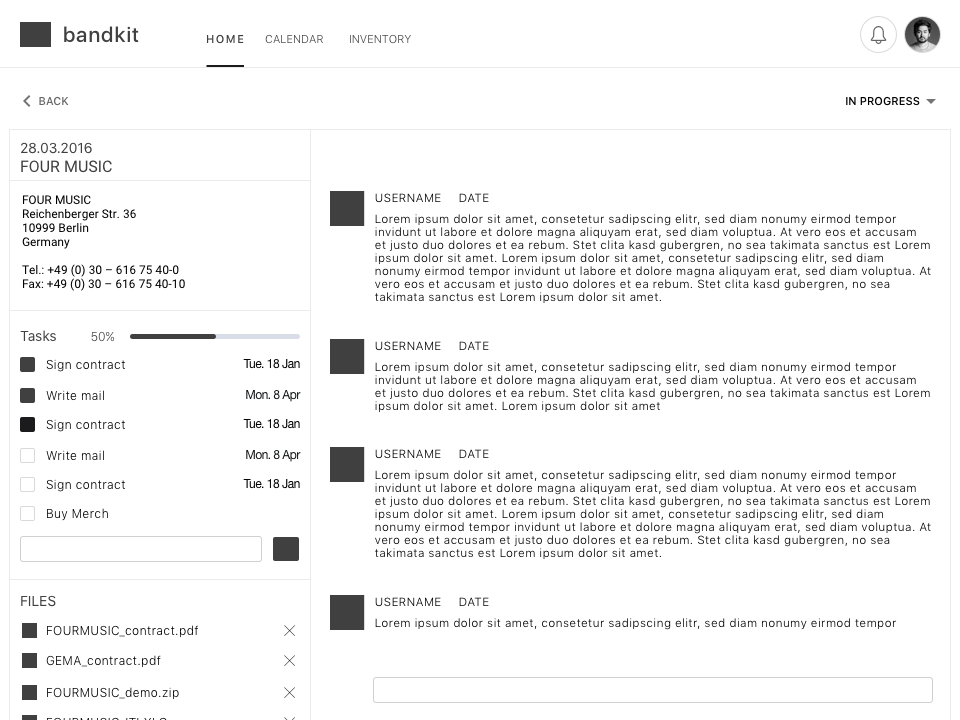 bandkit
HOME CALENDAR INVENTORY
BACK
IN PROGRESS
28.03.2016
FOUR MUSIC
FOUR MUSIC
Reichenberger Str. 36
10999 Berlin
Germany
Tel.: +49 (0) 30 – 616 75 40-0
Fax: +49 (0) 30 – 616 75 40-10
Tasks 50%
Sign contract Tue. 18 Jan
Write mail Mon. 8 Apr
Sign contract Tue. 18 Jan
Write mail Mon. 8 Apr
Sign contract Tue. 18 Jan
Buy Merch
FILES
FOURMUSIC_contract.pdf
GEMA_contract.pdf
FOURMUSIC_demo.zip
USERNAME DATE
Lorem ipsum dolor sit amet, consetetur sadipscing elitr, sed diam nonumy eirmod tempor
invidunt ut labore et dolore magna aliquyam erat, sed diam voluptua. At vero eos et accusam
et justo duo dolores et ea rebum. Stet clita kasd gubergren, no sea takimata sanctus est Lorem
ipsum dolor sit amet. Lorem ipsum dolor sit amet, consetetur sadipscing elitr, sed diam
nonumy eirmod tempor invidunt ut labore et dolore magna aliquyam erat, sed diam voluptua. At
vero eos et accusam et justo duo dolores et ea rebum. Stet clita kasd gubergren, no sea
takimata sanctus est Lorem ipsum dolor sit amet.
USERNAME DATE
Lorem ipsum dolor sit amet, consetetur sadipscing elitr, sed diam nonumy eirmod tempor
invidunt ut labore et dolore magna aliquyam erat, sed diam voluptua. At vero eos et accusam
et justo duo dolores et ea rebum. Stet clita kasd gubergren, no sea takimata sanctus est Lorem
ipsum dolor sit amet. Lorem ipsum dolor sit amet
USERNAME DATE
Lorem ipsum dolor sit amet, consetetur sadipscing elitr, sed diam nonumy eirmod tempor
invidunt ut labore et dolore magna aliquyam erat, sed diam voluptua. At vero eos et accusam
et justo duo dolores et ea rebum. Stet clita kasd gubergren, no sea takimata sanctus est Lorem
ipsum dolor sit amet. Lorem ipsum dolor sit amet, consetetur sadipscing elitr, sed diam
nonumy eirmod tempor invidunt ut labore et dolore magna aliquyam erat, sed diam voluptua. At
vero eos et accusam et justo duo dolores et ea rebum. Stet clita kasd gubergren, no sea
takimata sanctus est Lorem ipsum dolor sit amet.
USERNAME DATE
Lorem ipsum dolor sit amet, consetetur sadipscing elitr, sed diam nonumy eirmod tempor